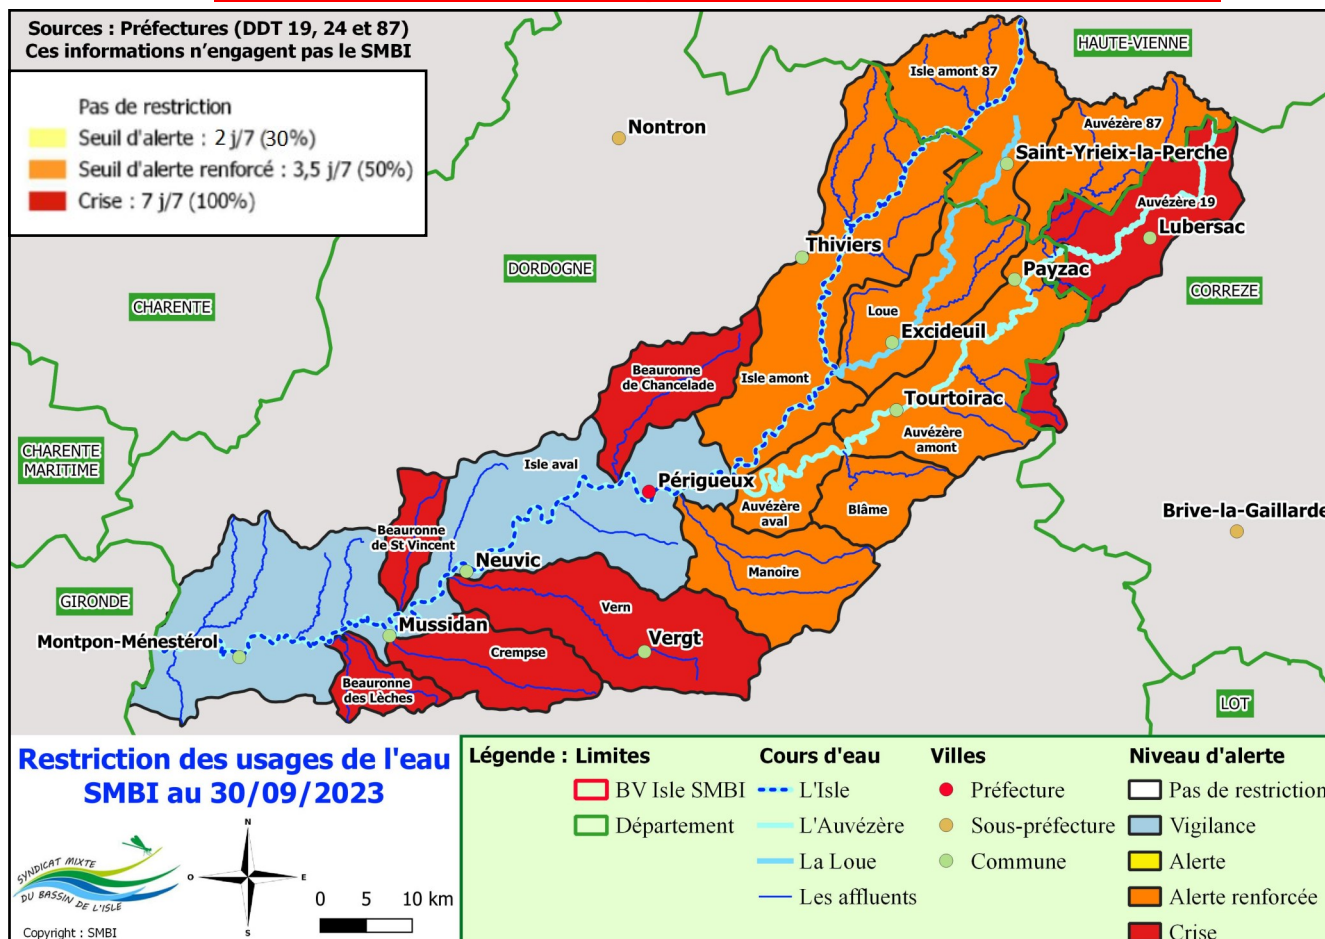 Sources : Préfectures (DDT 19, 24 et 87)
Ces informations n'engagent pas le SMBI
Pas de restriction
Seuil d'alerte : 2 j/7 (30%)
Seuil d'alerte renforcé : 3,5 j/7 (50%)
Crise : 7 j/7 (100%)
HAUTE-VIENNE
Isle amont 87
Nontron
Auvézère 87
Saint-Yrieix-la-Perche
Auvézère 19
Lubersac
Thiviers
DORDOGNE
Payzac
CORREZE
CHARENTE
Loue
Excideuil
Beauronne
de Chancelade
Isle amont
Tourtoirac
Auvézère
amont
CHARENTE
MARITIME
Isle aval
Périgueux
Auvézère
aval
Blâme
Brive-la-Gaillarde
Beauronne
de St Vincent
Neuvic
Manoire
GIRONDE
Vern
Mussidan
Vergt
Montpon-Ménestérol
Crempse
Beauronne
des Lèches
LOT
Restriction des usages de l'eau
SMBI au 30/09/2023
SYNDICAT MIXTE
DU BASSIN DE L'ISLE
Copyright : SMBI
N
O
E
S
0 5 10 km
Légende :
Limites
BV Isle SMBI
Département
Cours d'eau
L'Isle
L'Auvézère
La Loue
Les affluents
Villes
Préfecture
Sous-préfecture
Commune
Niveau d'alerte
Pas de restriction
Vigilance
Alerte
Alerte renforcée
Crise